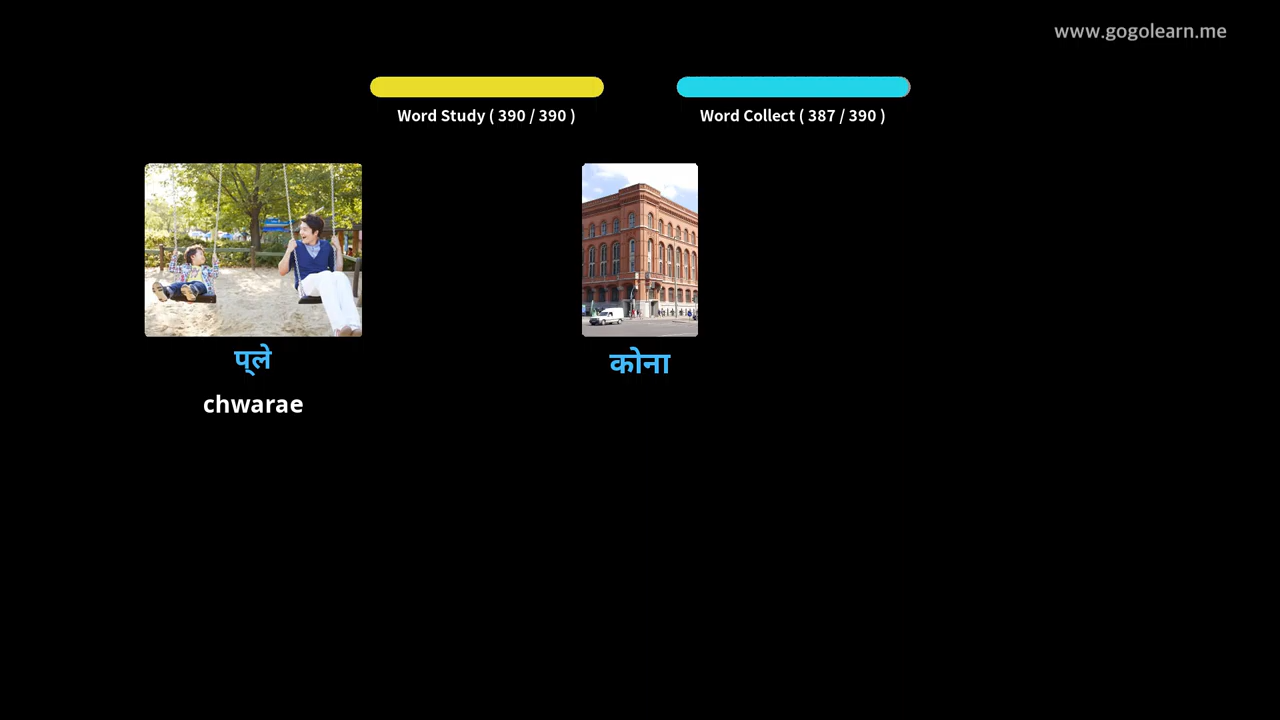 www.gogolearn.me
Word Study ( 390 / 390 )
Word Collect ( 387 / 390 )
प्ले
कोना
chwarae